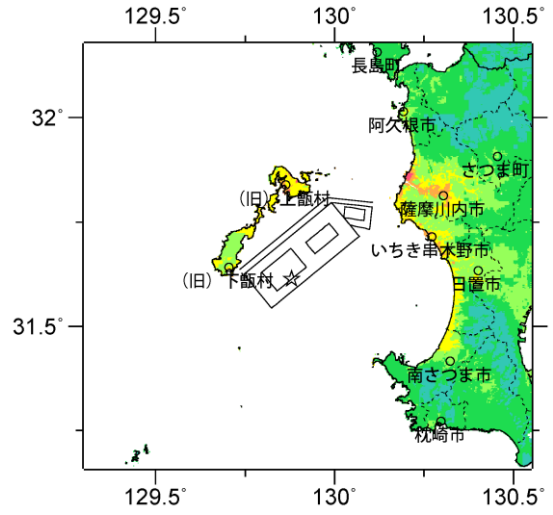 129.5°
130°
130.5°
長島町
32°
阿久根市
さつま町
（旧）上甑村
薩摩川内市
いちき串木野市
（旧）下甑村
日置市
31.5°
南さつま市
枕崎市
129.5°
130°
130.5°